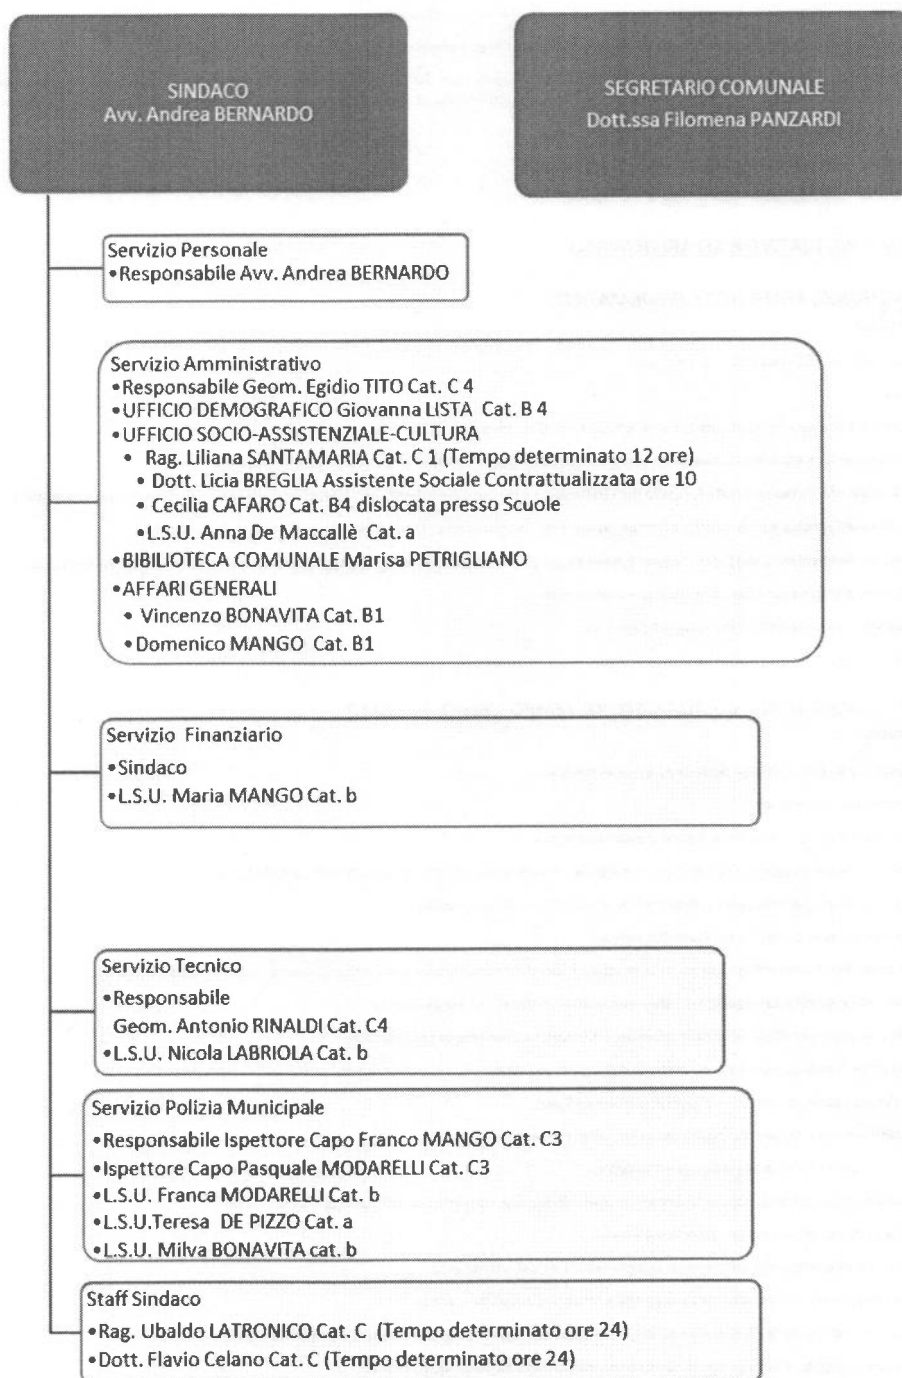 SINDACO
Avv. Andrea BERNARDO
SEGRETARIO COMUNALE
Dott.ssa Filomena PANZARDI
Servizio Personale
•Responsabile Avv. Andrea BERNARDO
Servizio Amministrativo
•Responsabile Geom. Egidio TITO Cat. C 4
•UFFICIO DEMOGRAFICO Giovanna LISTA Cat. B 4
•UFFICIO SOCIO-ASSISTENZIALE-CULTURA
• Rag. Liliana SANTAMARIA Cat. C 1 (Tempo determinato 12 ore)
• Dott. Licia BREGLIA Assistente Sociale Contrattualizzata ore 10
• Cecilia CAFARO Cat. B4 dislocata presso Scuole
•L.S.U. Anna De Maccallè Cat. a
•BIBILIOTECA COMUNALE Marisa PETRIGLIANO
•AFFARI GENERALI
• Vincenzo BONAVITA Cat. B1
• Domenico MANGO Cat. B1
Servizio Finanziario
•Sindaco
•L.S.U. Maria MANGO Cat. b
Servizio Tecnico
•Responsabile
Geom. Antonio RINALDI Cat. C4
•L.S.U. Nicola LABRIOLA Cat. b
Servizio Polizia Municipale
•Responsabile Ispettore Capo Franco MANGO Cat. C3
•Ispettore Capo Pasquale MODARELLI Cat. C3
•L.S.U. Franca MODARELLI Cat. b
•L.S.U.Teresa DE PIZZO Cat. a
•L.S.U. Milva BONAVITA cat. b
Staff Sindaco
•Rag. Ubaldo LATRONICO Cat. C (Tempo determinato ore 24)
•Dott. Flavio Celano Cat. C (Tempo determinato ore 24)